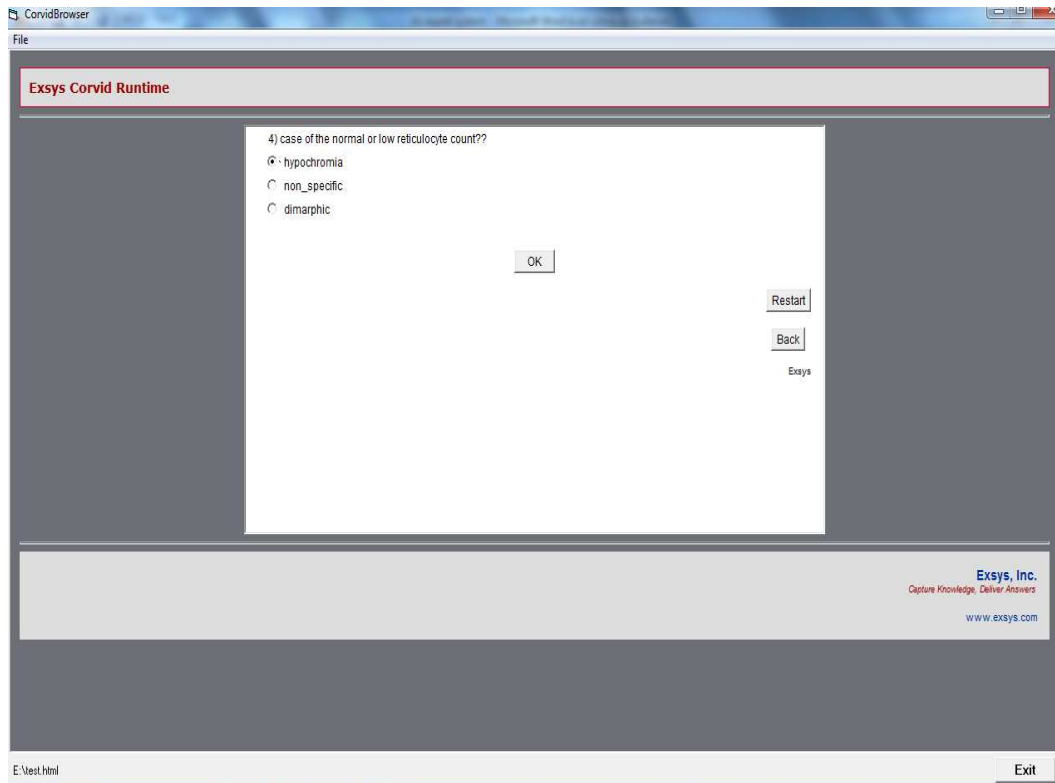 CorvidBrowser
File
Exsys Corvid Runtime
4) case of the normal or low reticulocyte count??
hypochromia
non_specific
dimarphic
OK
Restart
Back
Exsys
Exsys, Inc.
Capture Knowledge, Deliver Answers
www.exsys.com
E:\test.html
Exit